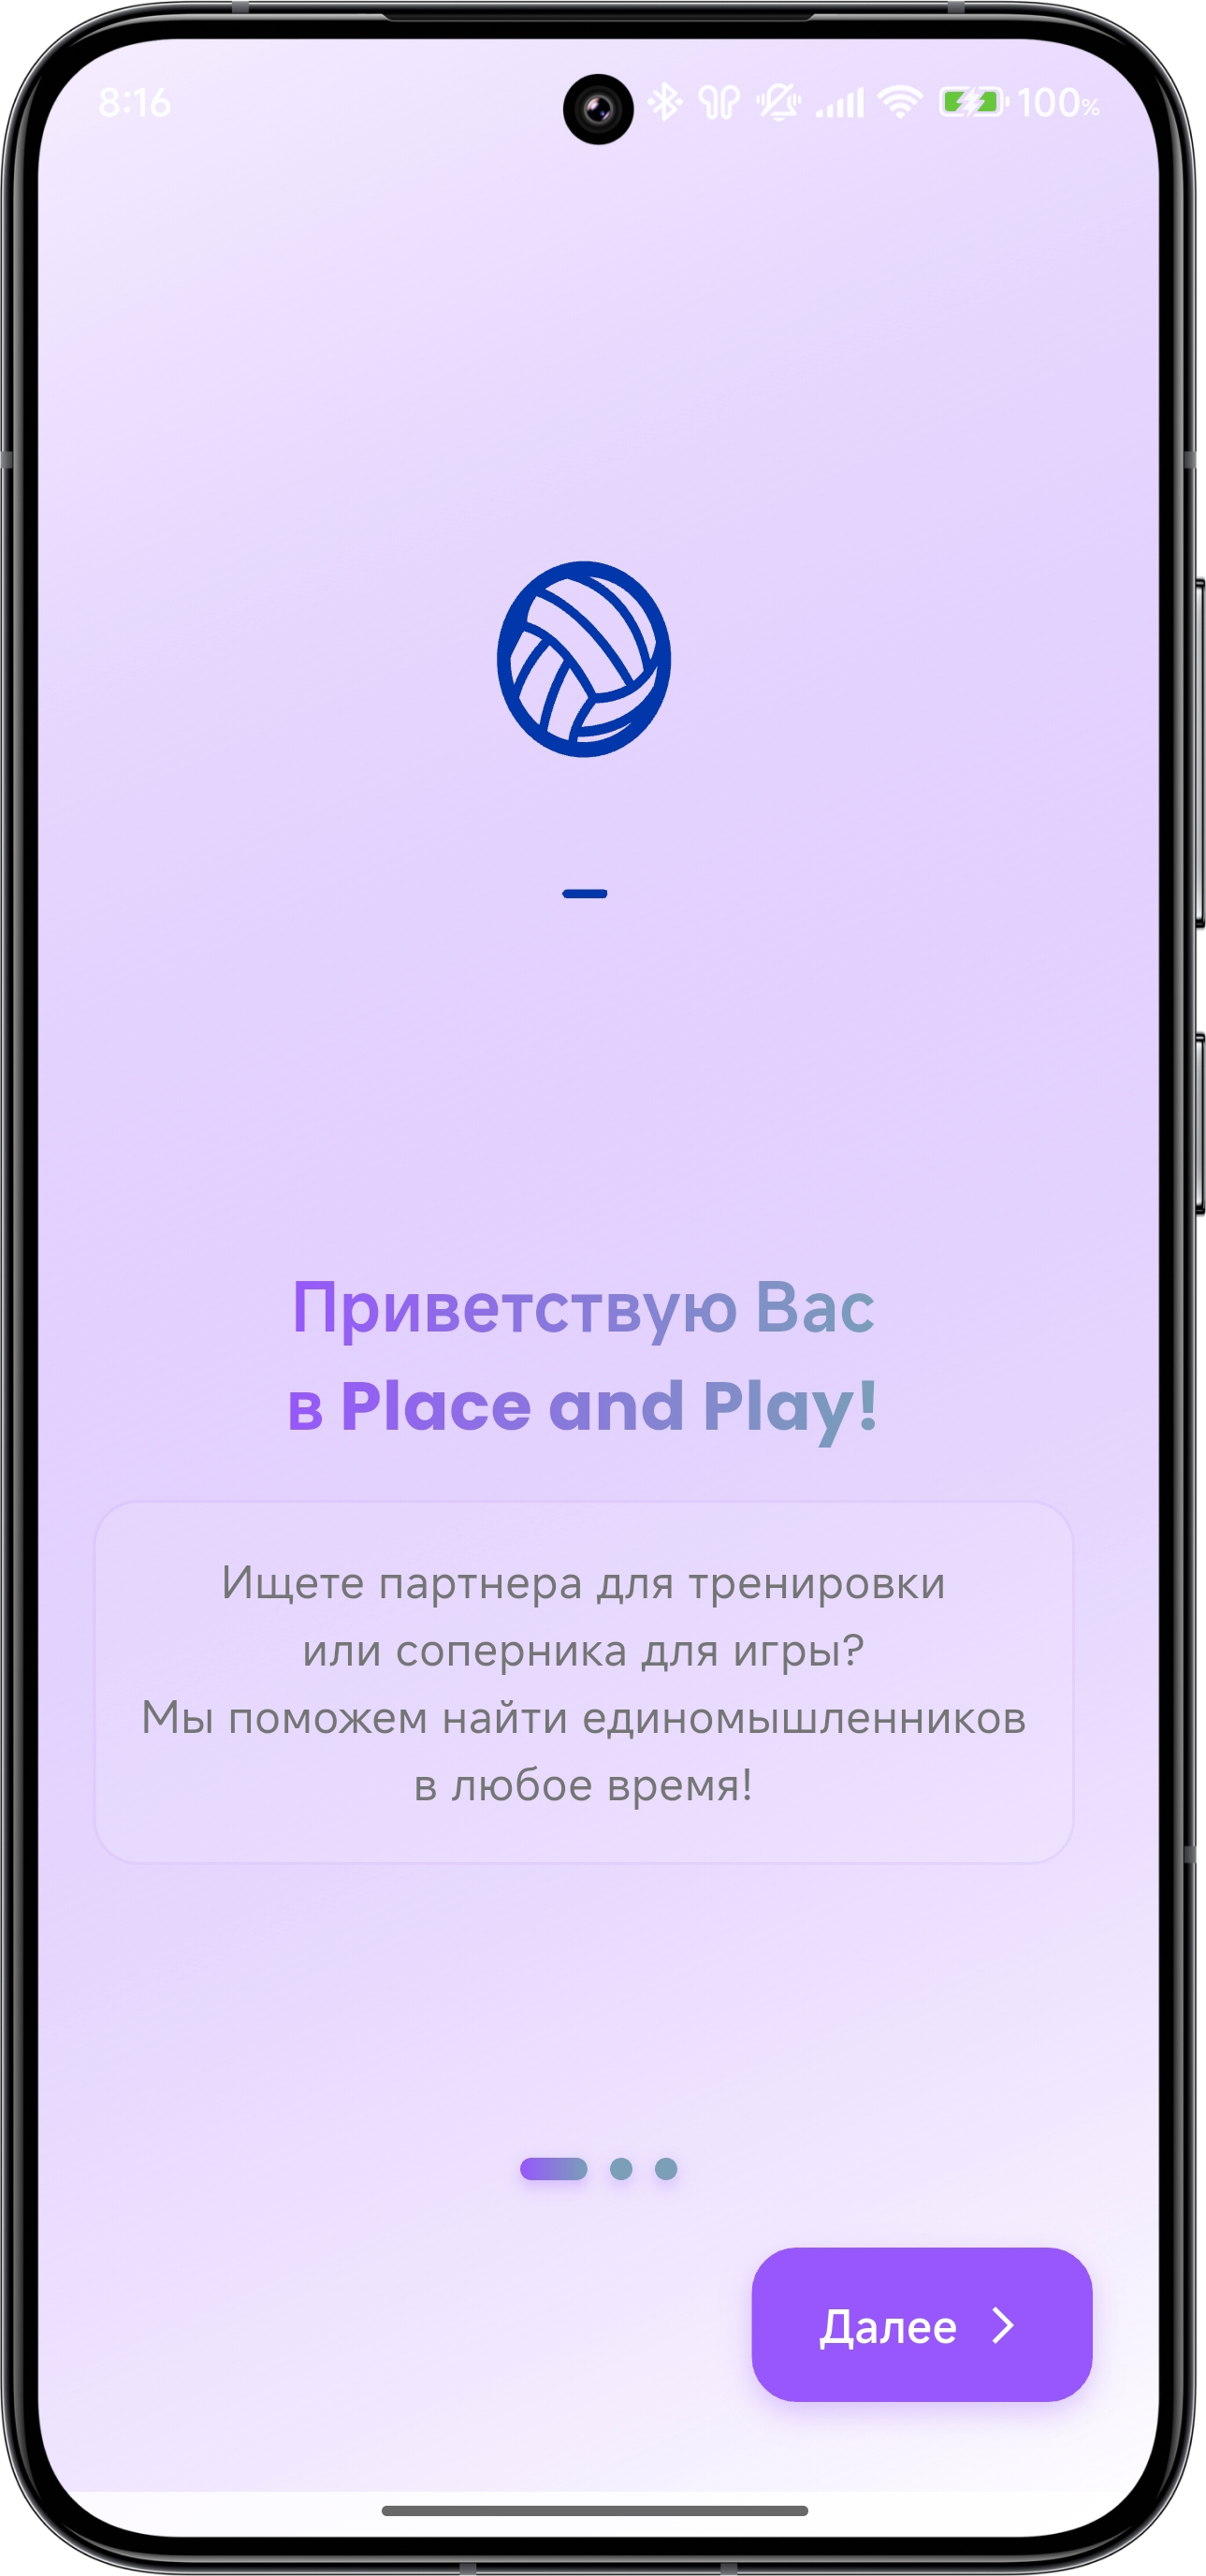 8:16
100%
Приветствую Вас
в Place and Play!
Ищете партнера для тренировки
или соперника для игры?
Мы поможем найти единомышленников
в любое время!
Далее